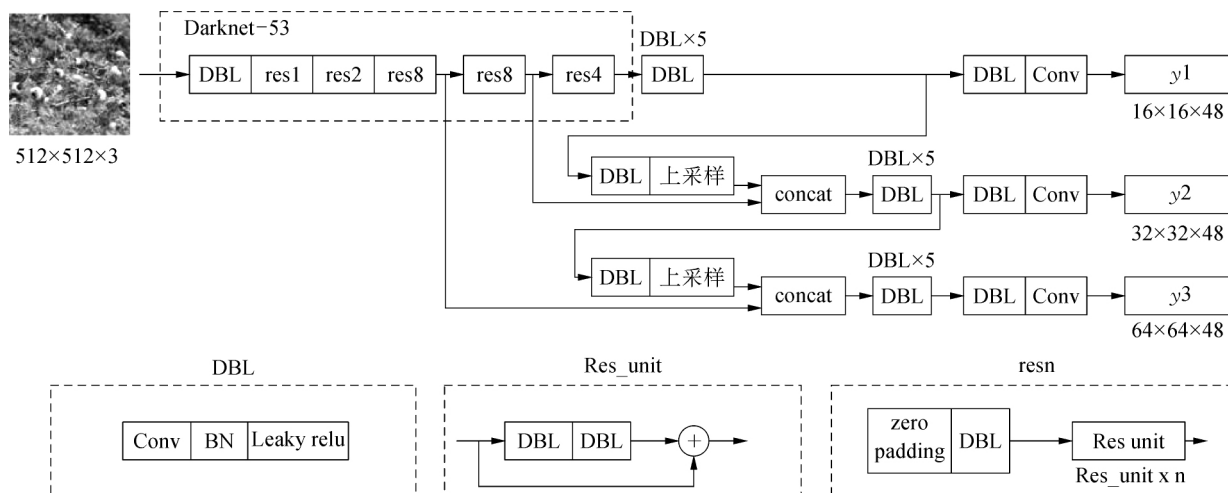 Darknet-53
DBL×5
DBL res1 res2 res8 res8 res4 DBL DBL Conv y1
16×16×48
512×512×3
DBL×5
DBL 上采样 concat DBL DBL Conv y2
32×32×48
DBL×5
DBL 上采样 concat DBL DBL Conv y3
64×64×48
DBL Res_unit resn
Conv BN Leaky relu
DBL DBL +
zero padding DBL Res unit
Res_unit x n